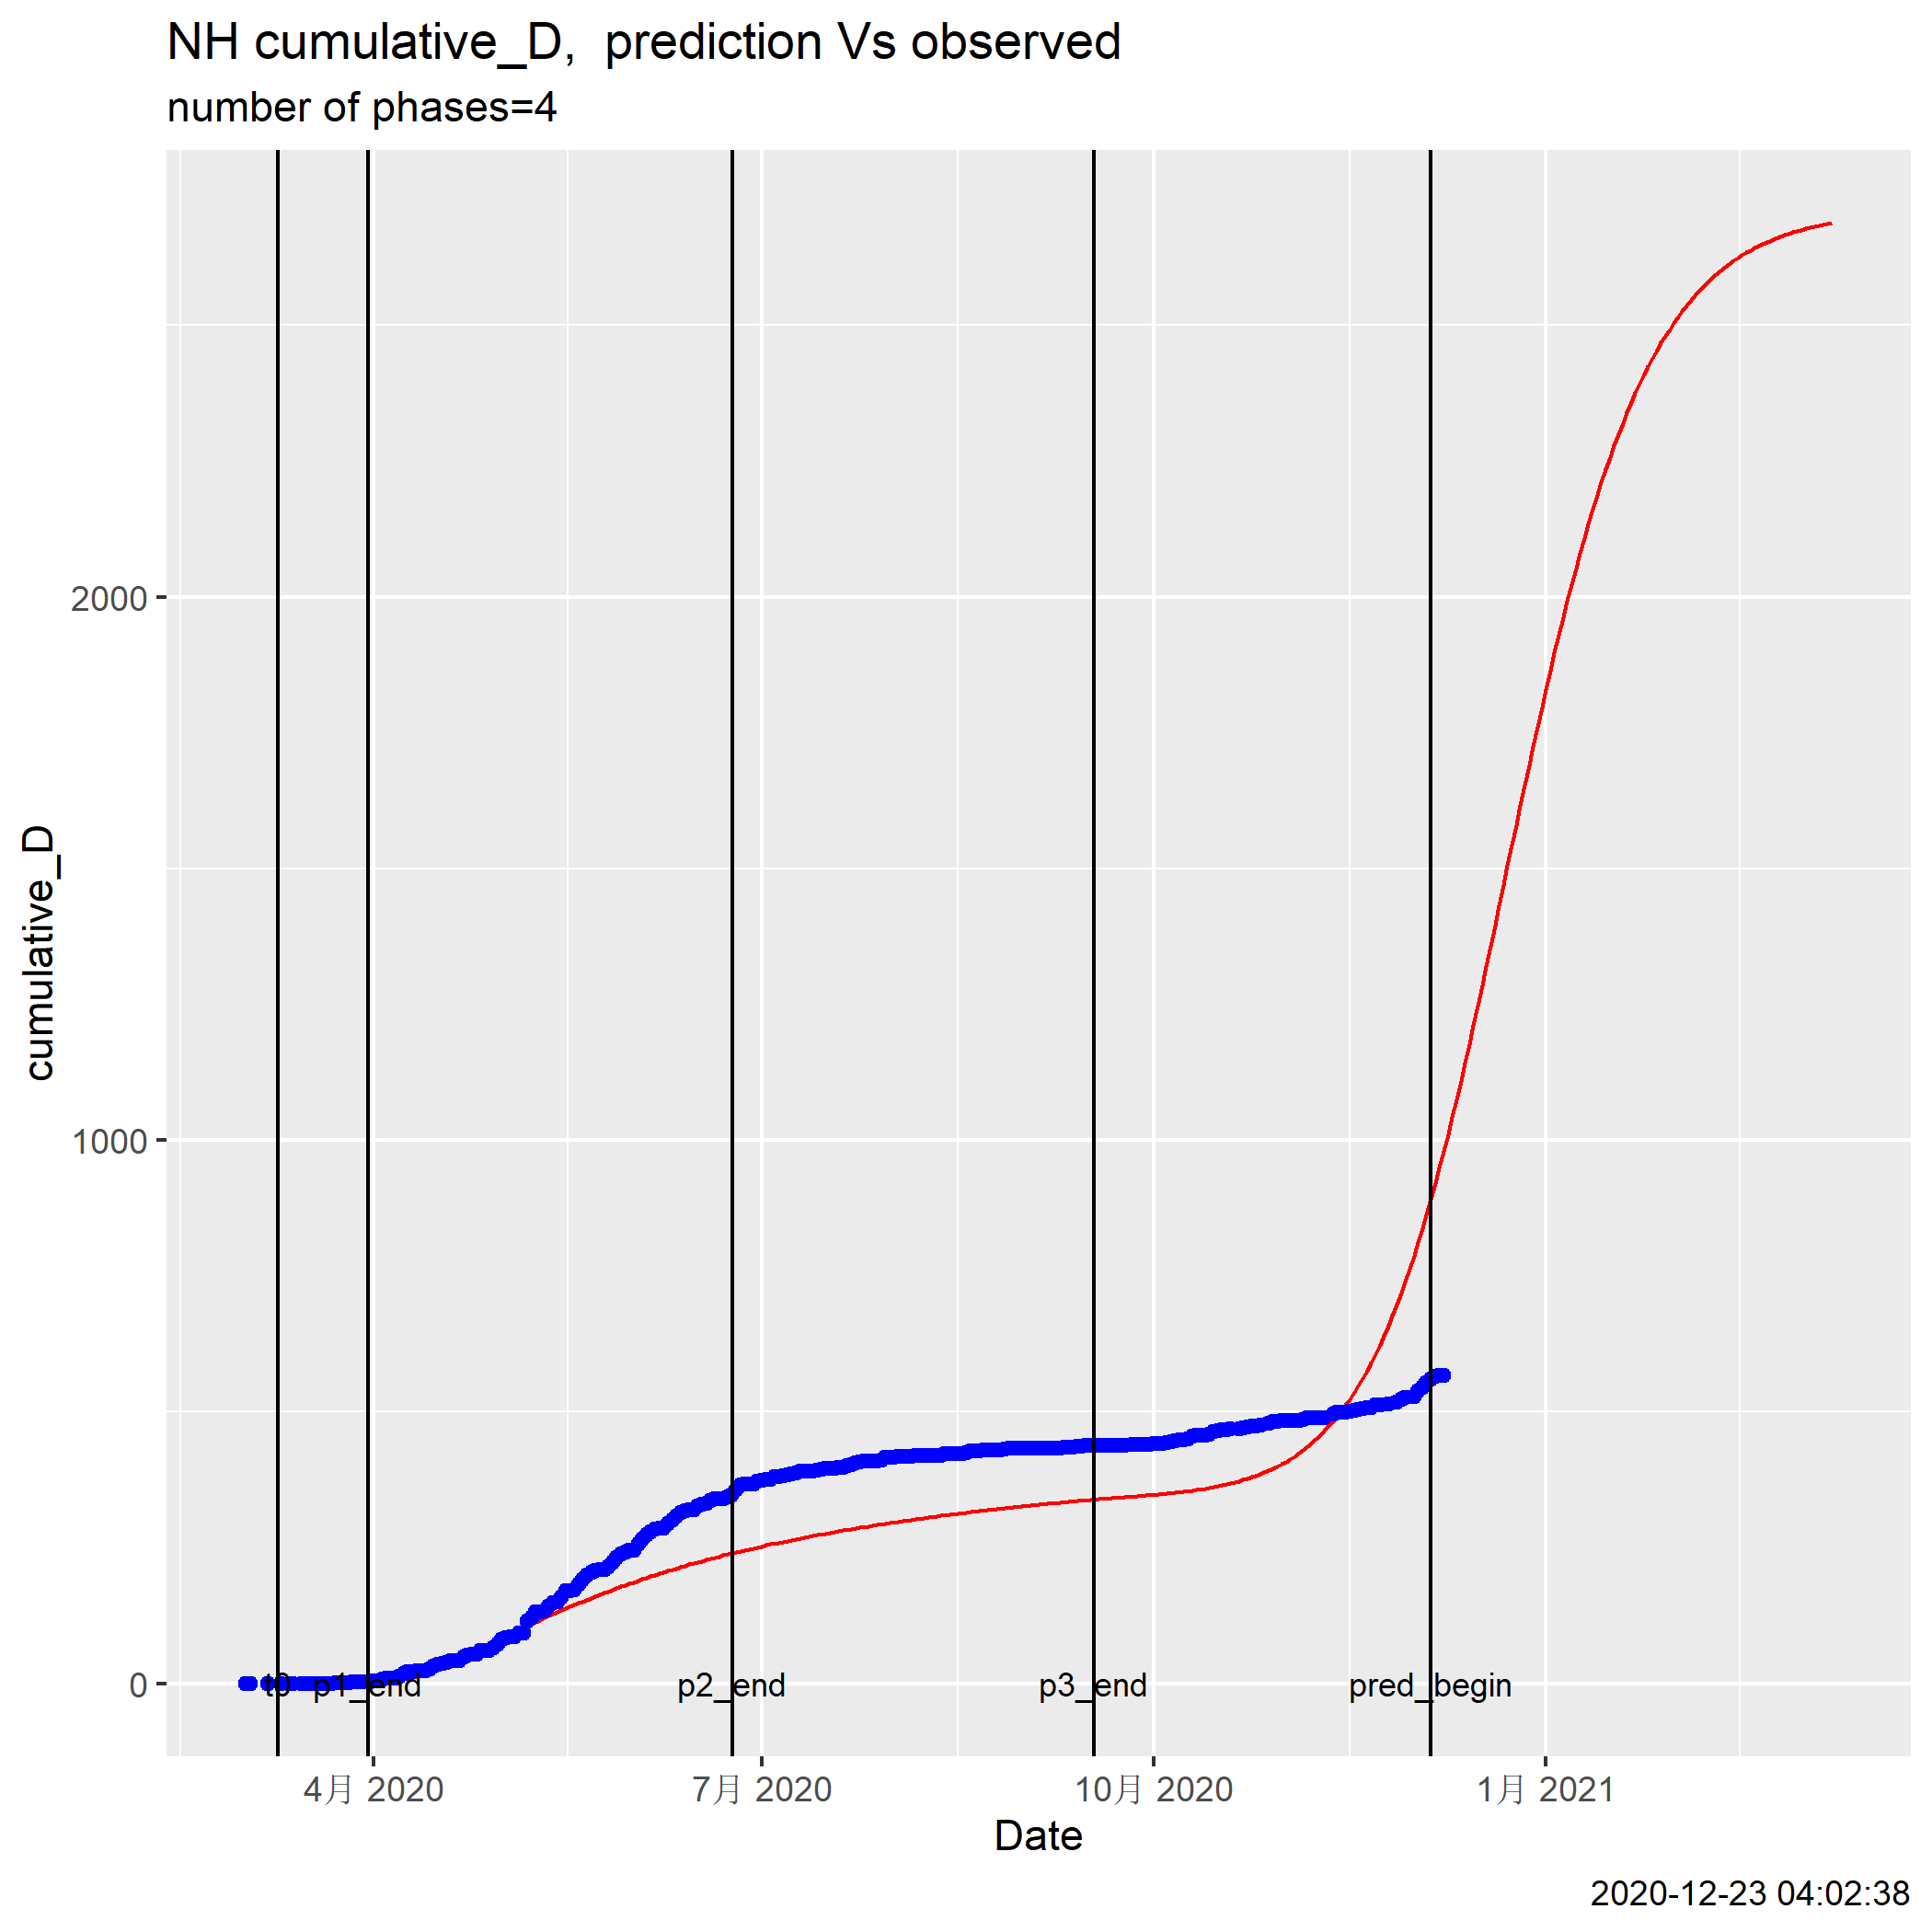 NH cumulative_D,  prediction Vs observed
number of phases=4
cumulative_D
2000
1000
0
t0
p1_end
p2_end
p3_end
pred_begin
4月 2020
7月 2020
10月 2020
1月 2021
Date
2020-12-23 04:02:38